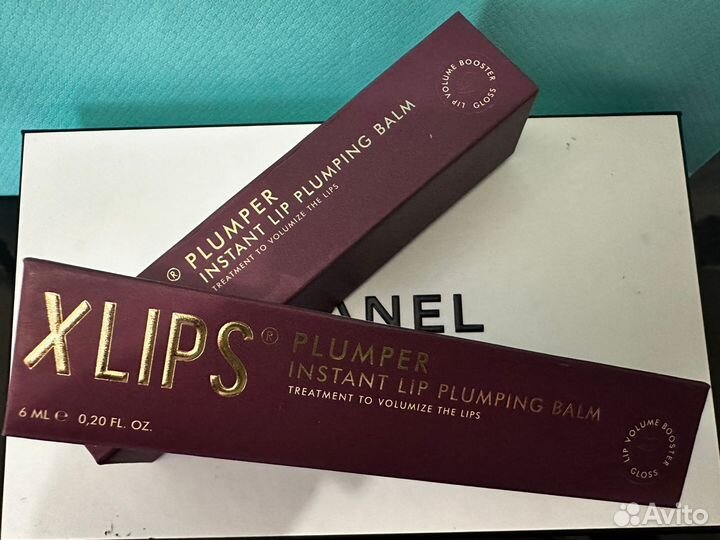 LIP VOLUME BOOSTER
GLOSS
® PLUMPER
INSTANT LIP PLUMPING BALM
TREATMENT TO VOLUMIZE THE LIPS
ANEL
XLIPS® PLUMPER
INSTANT LIP PLUMPING BALM
TREATMENT TO VOLUMIZE THE LIPS
6 ML ℮ 0,20 FL. OZ.
LIP VOLUME BOOSTER
GLOSS
Avito